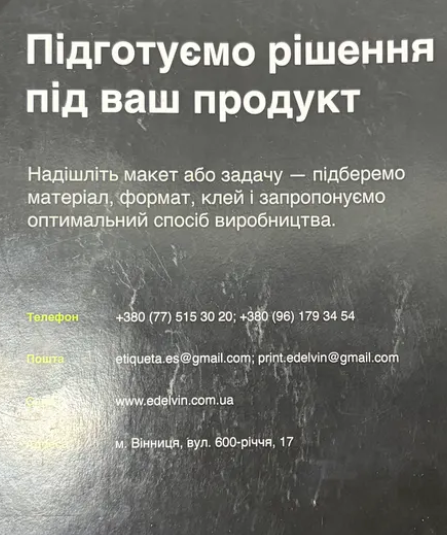 Підготуємо рішення
під ваш продукт
Надішліть макет або задачу — підберемо
матеріал, формат, клей і запропонуємо
оптимальний спосіб виробництва.
Телефон +380 (77) 515 30 20; +380 (96) 179 34 54
Пошта etiqueta.es@gmail.com; print.edelvin@gmail.com
www.edelvin.com.ua
м. Вінниця, вул. 600-річчя, 17